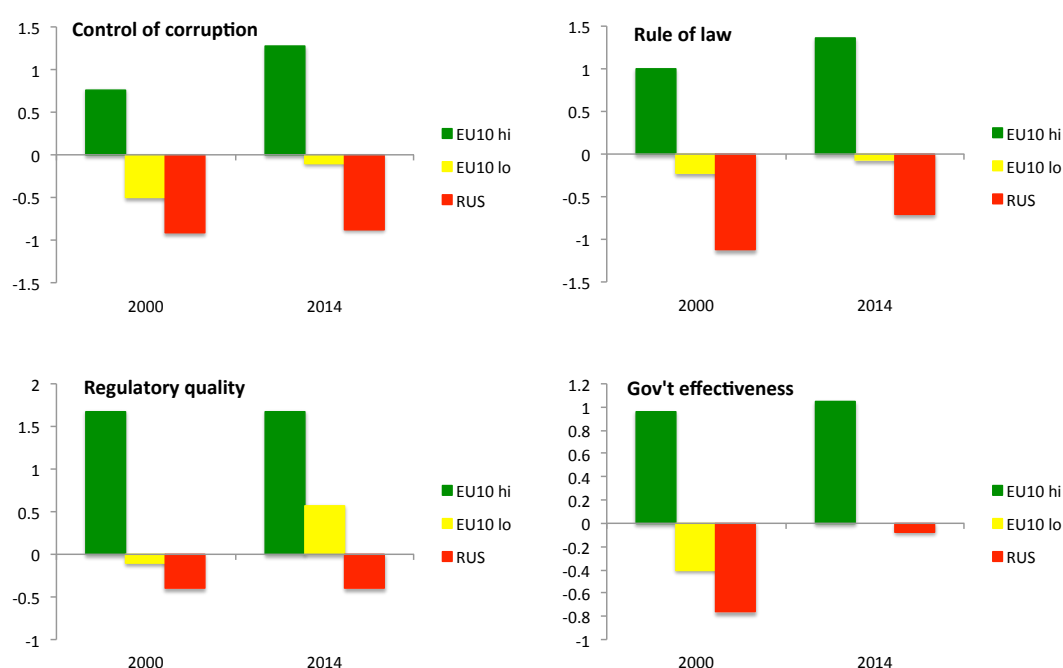 Control of corruption
1.5
1
0.5
0
-0.5
-1
-1.5
2000
2014
EU10 hi
EU10 lo
RUS
Rule of law
1.5
1
0.5
0
-0.5
-1
-1.5
2000
2014
EU10 hi
EU10 lo
RUS
Regulatory quality
2
1.5
1
0.5
0
-0.5
-1
2000
2014
EU10 hi
EU10 lo
RUS
Gov't effectiveness
1.2
1
0.8
0.6
0.4
0.2
0
-0.2
-0.4
-0.6
-0.8
-1
2000
2014
EU10 hi
EU10 lo
RUS